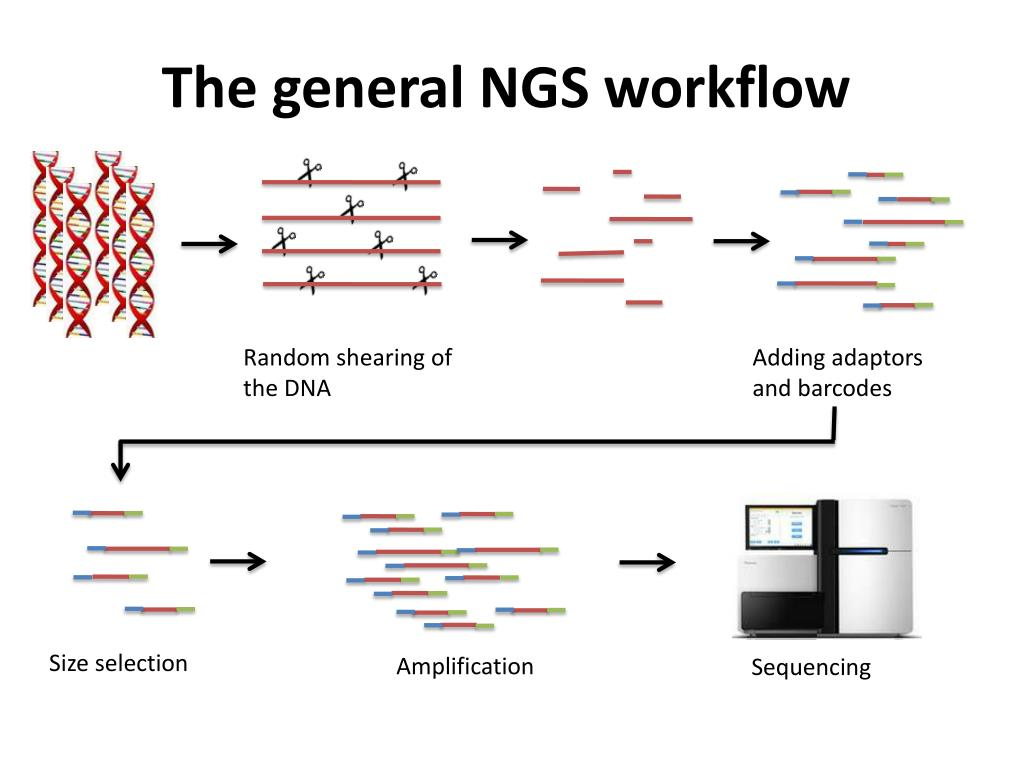 The general NGS workflow
Random shearing of
the DNA
Adding adaptors
and barcodes
Size selection
Amplification
Sequencing